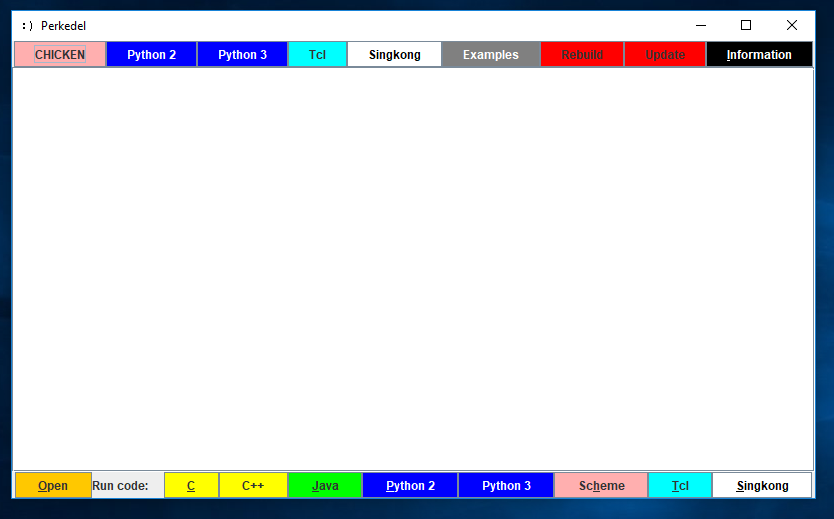 : ) Perkedel
CHICKEN Python 2 Python 3 Tcl Singkong Examples Rebuild Update Information
Open Run code: C C++ Java Python 2 Python 3 Scheme Tcl Singkong